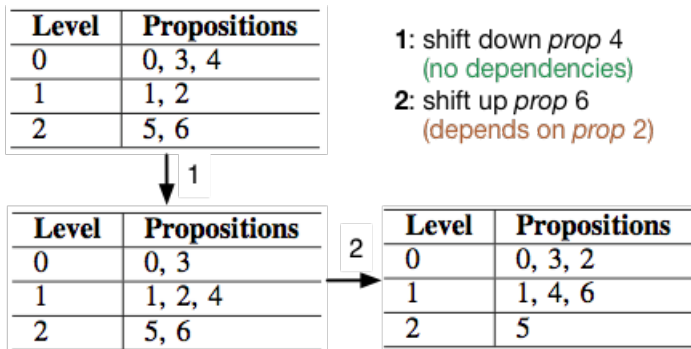 Level Propositions
0 0, 3, 4
1 1, 2
2 5, 6
1: shift down prop 4
(no dependencies)
2: shift up prop 6
(depends on prop 2)
1
Level Propositions
0 0, 3
1 1, 2, 4
2 5, 6
2
Level Propositions
0 0, 3, 2
1 1, 4, 6
2 5